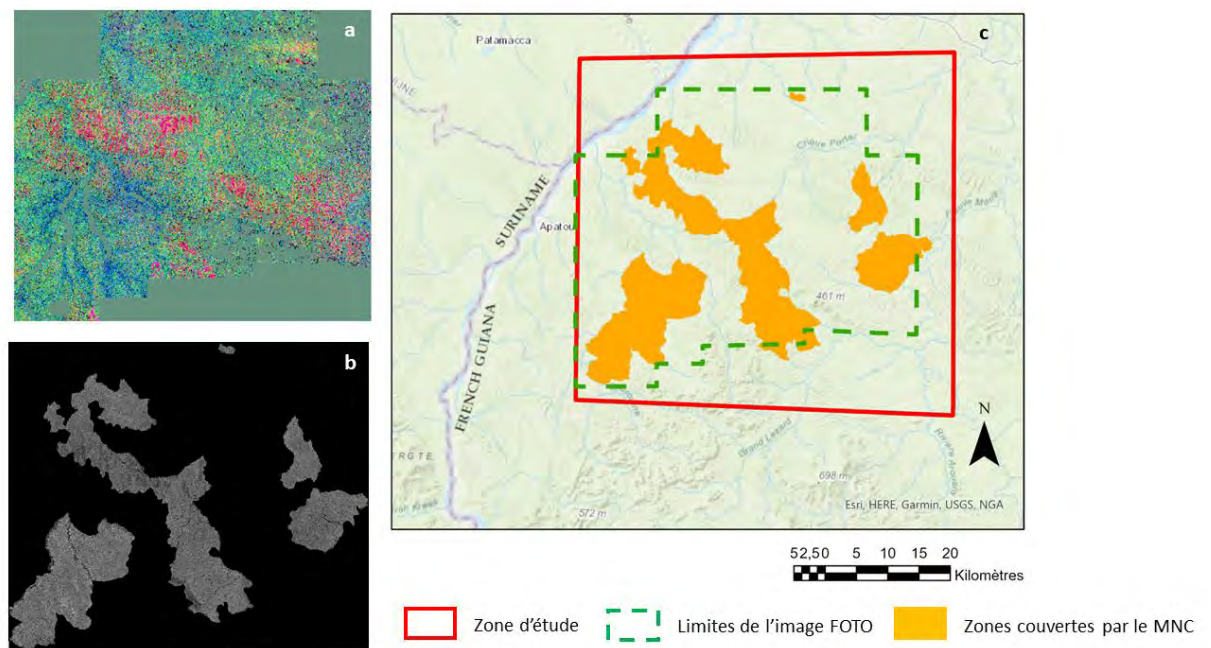 a
b
c
Patamacca
SURINAME
Apatou
FRENCH GUIANA
Crique Portal
461 m
Grand Lézard
698 m
572 m
N
Esri, HERE, Garmin, USGS, NGA
52,50 5 10 15 20
Kilomètres
Zone d'étude
Limites de l'image FOTO
Zones couvertes par le MNC